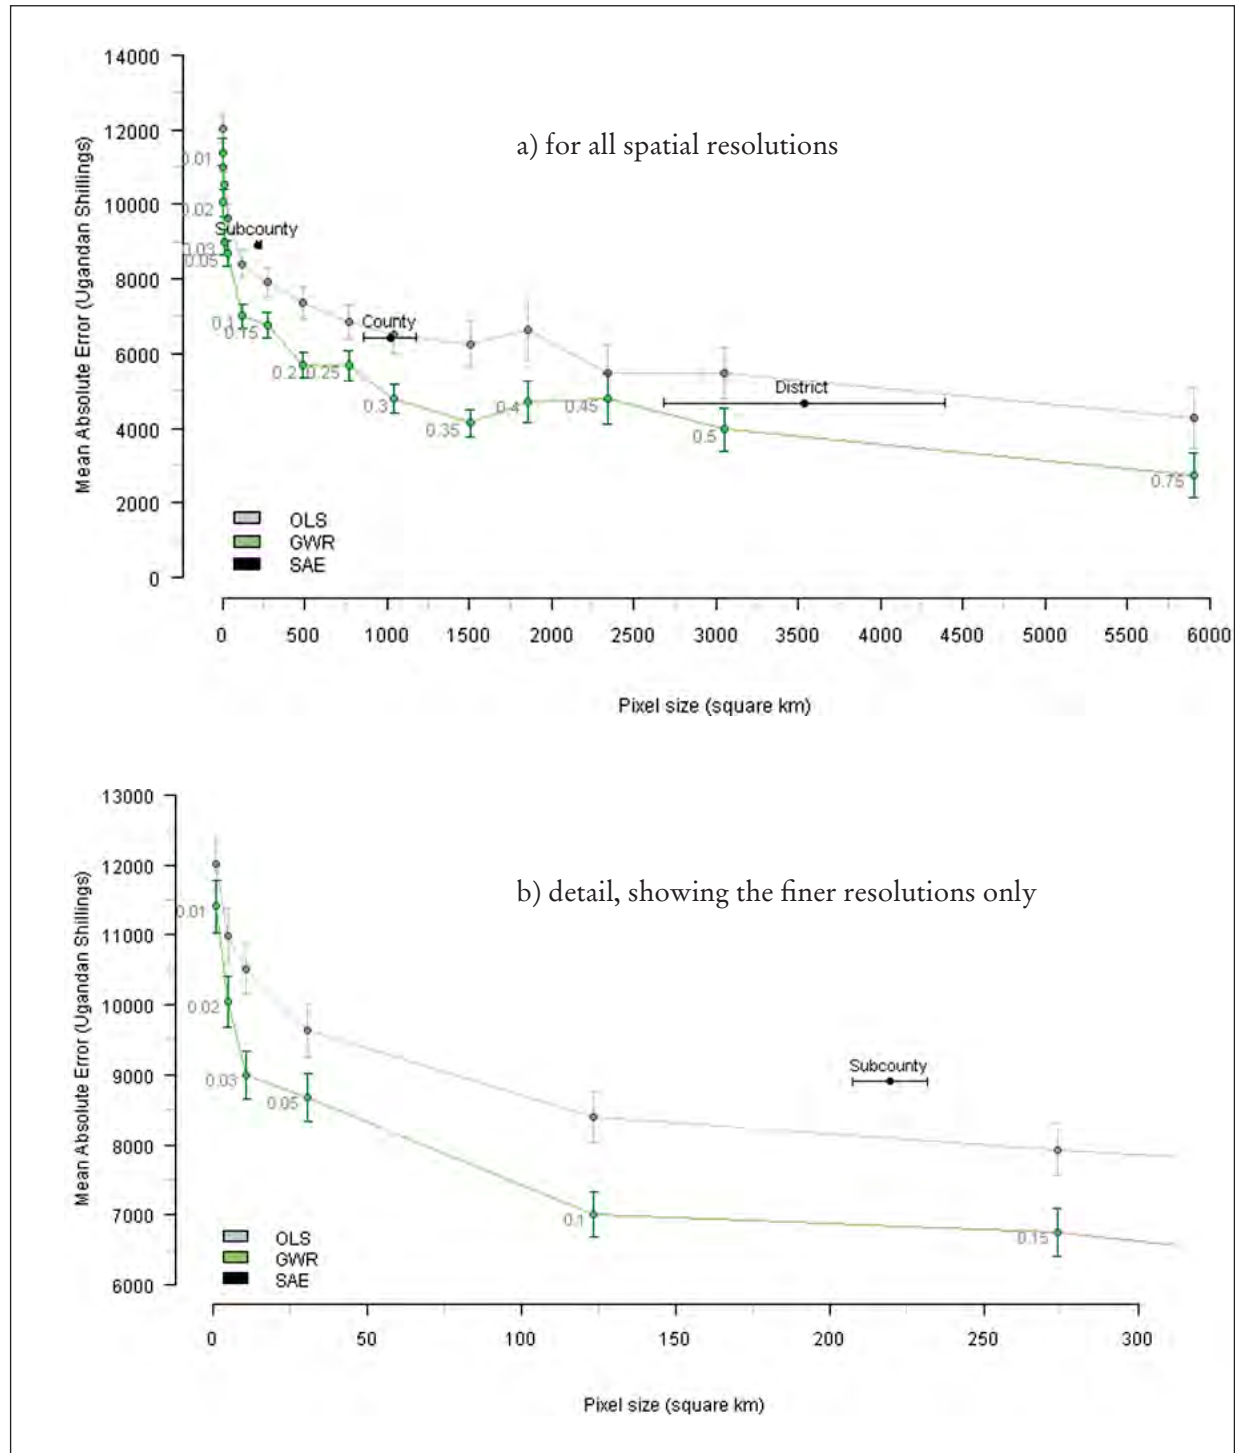 14000
12000
10000
8000
6000
4000
2000
0
Mean Absolute Error (Ugandan Shillings)
a) for all spatial resolutions
0.01
0.02
Subcounty
0.03
0.05
0.1
0.15
County
0.2
0.25
0.3
0.35
0.4
0.45
District
0.5
0.75
OLS
GWR
SAE
0 500 1000 1500 2000 2500 3000 3500 4000 4500 5000 5500 6000
Pixel size (square km)
13000
12000
11000
10000
9000
8000
7000
6000
Mean Absolute Error (Ugandan Shillings)
b) detail, showing the finer resolutions only
0.01
0.02
0.03
0.05
Subcounty
0.1
0.15
OLS
GWR
SAE
0 50 100 150 200 250 300
Pixel size (square km)